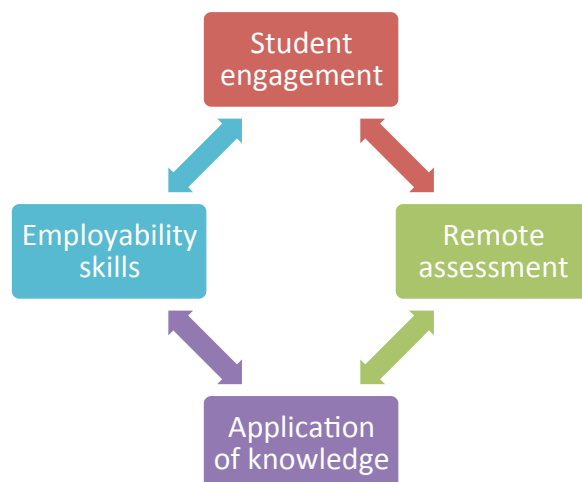 Student
engagement
Employability
skills
Remote
assessment
Application
of knowledge